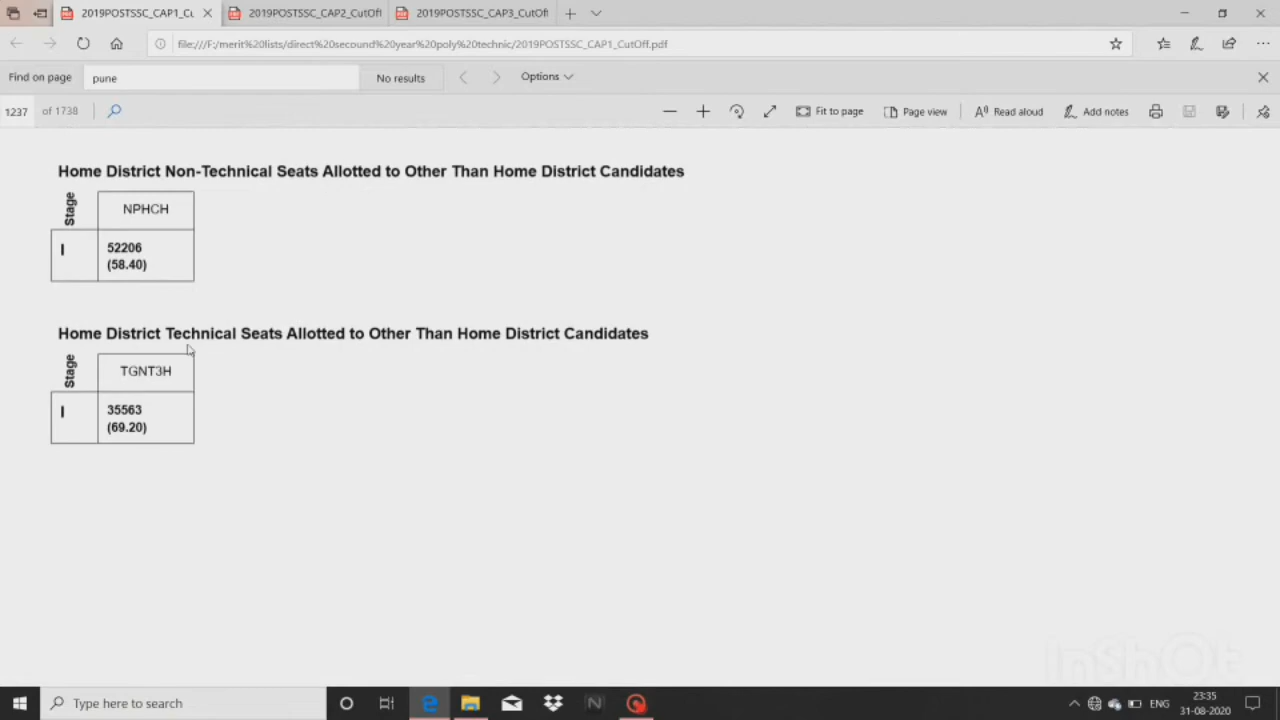 2019POSTSSC_CAP1_Cu
2019POSTSSC_CAP2_CutOf
2019POSTSSC_CAP3_CutOf
file:///F:/merit%20lists/direct%20secound%20year%20poly%20technic/2019POSTSSC_CAP1_CutOff.pdf
Find on page
pune
No results
Options
1237
of 1738
Fit to page
Page view
Read aloud
Add notes
Home District Non-Technical Seats Allotted to Other Than Home District Candidates
Stage
NPHCH
I
52206
(58.40)
Home District Technical Seats Allotted to Other Than Home District Candidates
Stage
TGNT3H
I
35563
(69.20)
InShot
Type here to search
ENG
23:35
31-08-2020